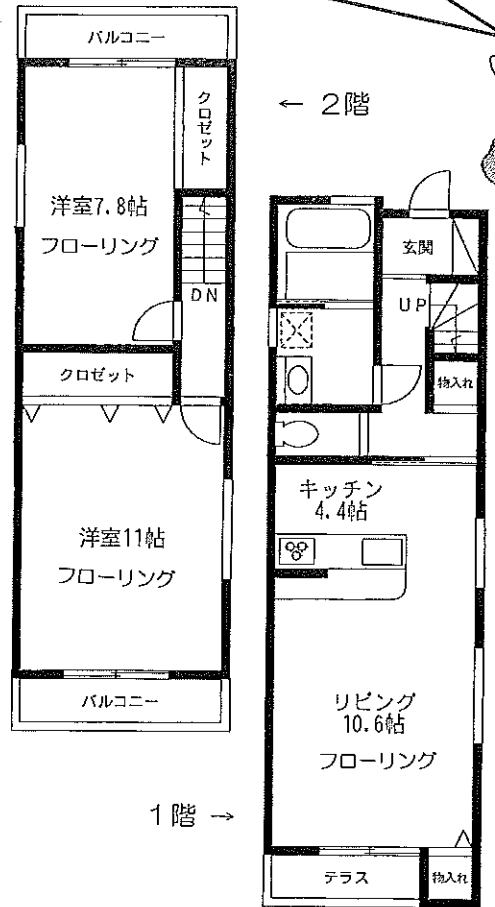 バルコニー
クロゼット
← 2階
洋室7.8帖
フローリング
DN
クロゼット
洋室11帖
フローリング
バルコニー
玄関
UP
物入れ
キッチン
4.4帖
リビング
10.6帖
フローリング
1階 →
テラス
物入れ